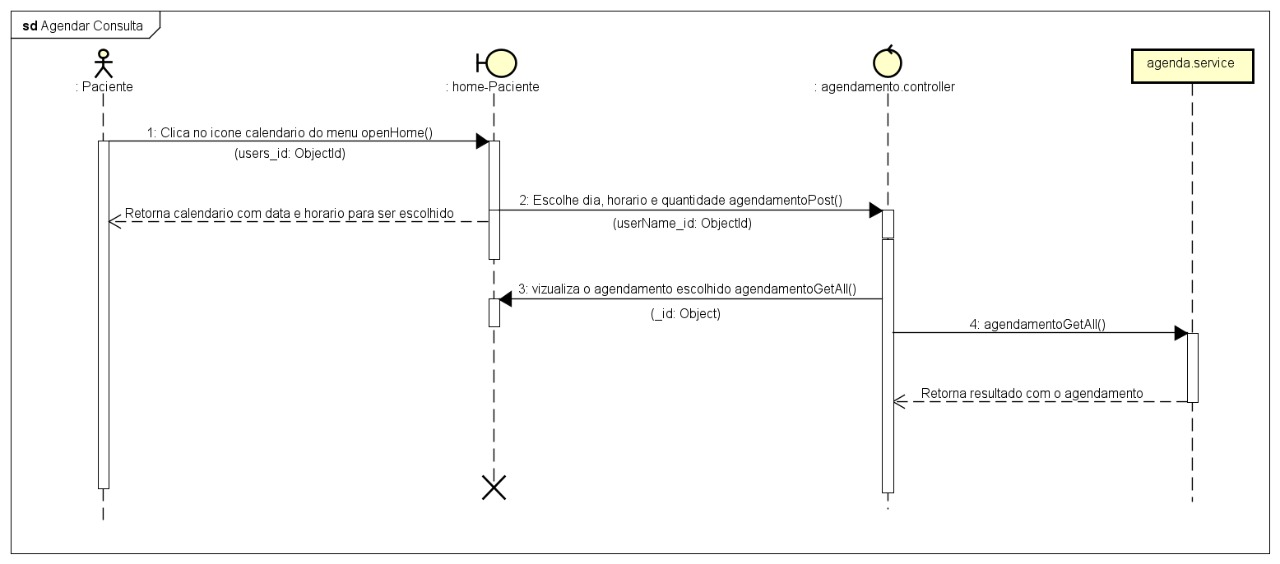 sd Agendar Consulta
: Paciente
: home-Paciente
: agendamento.controller
agenda.service
1: Clica no icone calendario do menu openHome()
(users_id: ObjectId)
2: Escolhe dia, horario e quantidade agendamentoPost()
(userName_id: ObjectId)
Retorna calendario com data e horario para ser escolhido
3: vizualiza o agendamento escolhido agendamentoGetAll()
(_id: Object)
4: agendamentoGetAll()
Retorna resultado com o agendamento